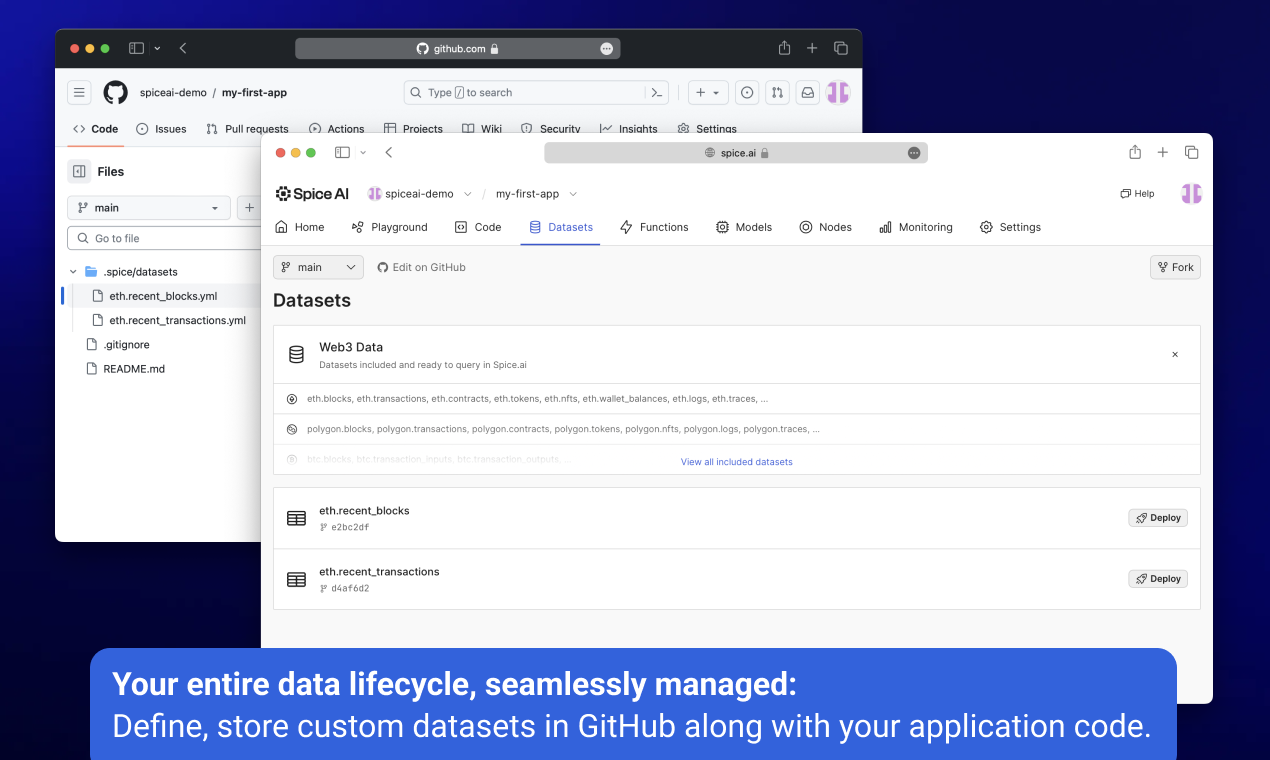 github.com
spiceai-demo / my-first-app
Type / to search
Code Issues Pull requests Actions Projects Wiki Security Insights Settings
Files
main
Go to file
.spice/datasets
eth.recent_blocks.yml
eth.recent_transactions.yml
.gitignore
README.md
spice.ai
Spice AI spiceai-demo / my-first-app Help
Home Playground Code Datasets Functions Models Nodes Monitoring Settings
main Edit on GitHub Fork
Datasets
Web3 Data
Datasets included and ready to query in Spice.ai
eth.blocks, eth.transactions, eth.contracts, eth.tokens, eth.nfts, eth.wallet_balances, eth.logs, eth.traces, ...
polygon.blocks, polygon.transactions, polygon.contracts, polygon.tokens, polygon.nfts, polygon.logs, polygon.traces, ...
btc.blocks, btc.transaction_inputs, btc.transaction_outputs, ...
View all included datasets
eth.recent_blocks
e2bc2df
Deploy
eth.recent_transactions
d4af6d2
Deploy
Your entire data lifecycle, seamlessly managed:
Define, store custom datasets in GitHub along with your application code.